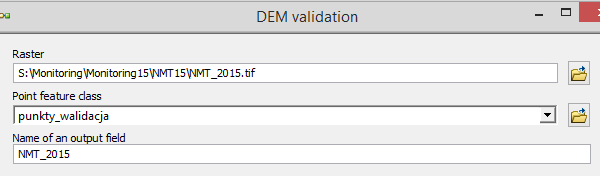 DEM validation
Raster
S:\Monitoring\Monitoring15\NMT15\NMT_2015.tif
Point feature class
punkty_walidacja
Name of an output field
NMT_2015